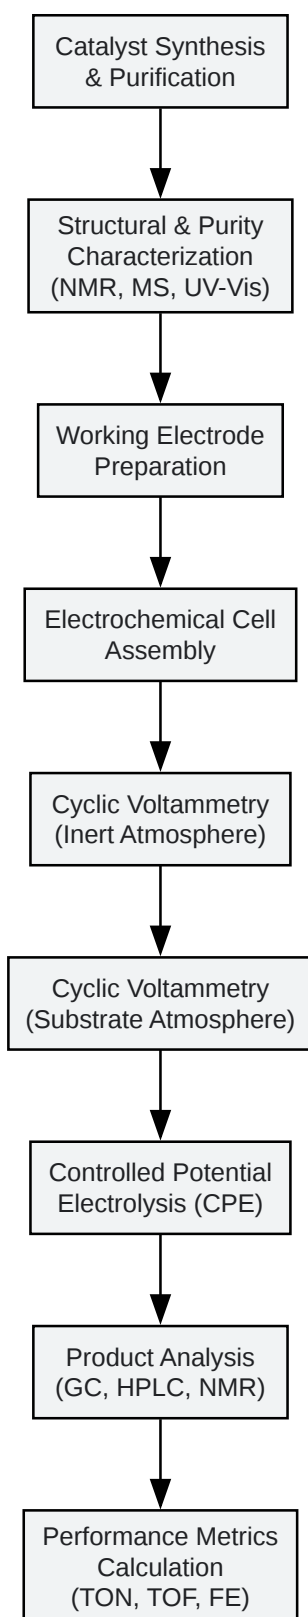 Catalyst Synthesis
& Purification
Structural & Purity
Characterization
(NMR, MS, UV-Vis)
Working Electrode
Preparation
Electrochemical Cell
Assembly
Cyclic Voltammetry
(Inert Atmosphere)
Cyclic Voltammetry
(Substrate Atmosphere)
Controlled Potential
Electrolysis (CPE)
Product Analysis
(GC, HPLC, NMR)
Performance Metrics
Calculation
(TON, TOF, FE)